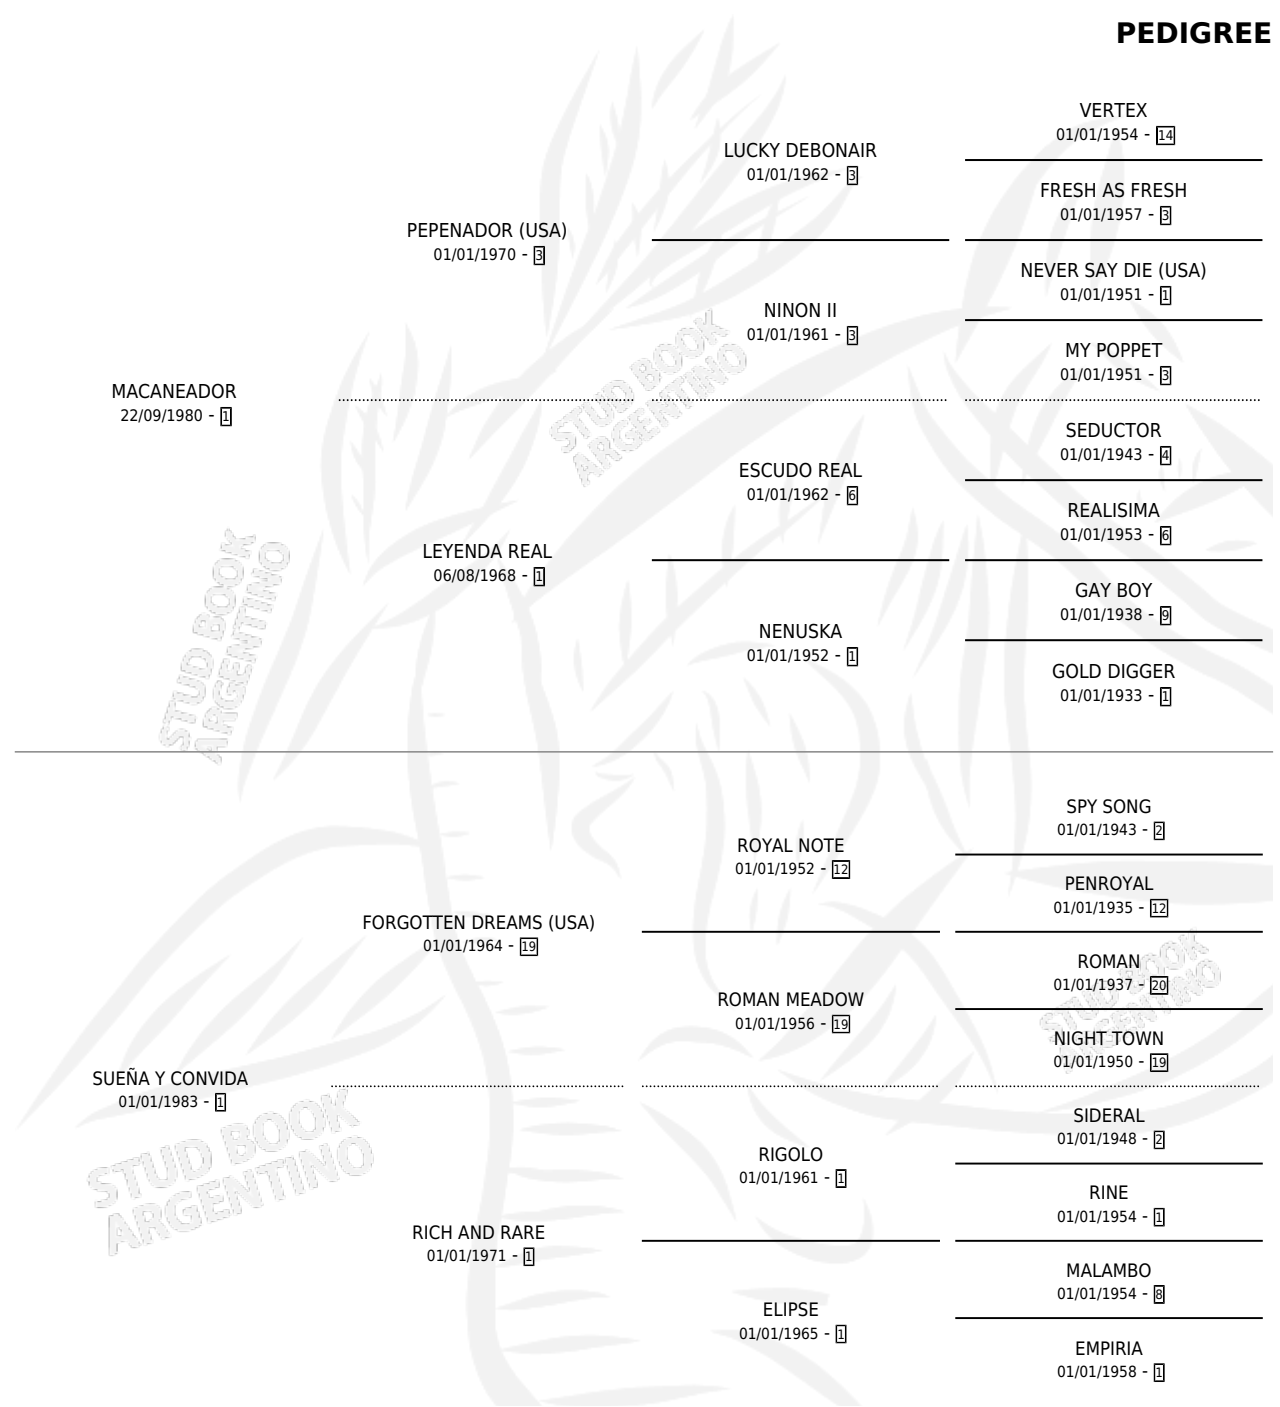 PEDIGREE
VERTEX
01/01/1954 - 14
LUCKY DEBONAIR
01/01/1962 - 3
FRESH AS FRESH
01/01/1957 - 3
PEPENADOR (USA)
01/01/1970 - 3
NEVER SAY DIE (USA)
01/01/1951 - 1
NINON II
01/01/1961 - 3
MY POPPET
01/01/1951 - 3
MACANEADOR
22/09/1980 - 1
STUD BOOK
ARGENTINO
SEDUCTOR
01/01/1943 - 4
ESCUDO REAL
01/01/1962 - 6
REALISIMA
01/01/1953 - 6
LEYENDA REAL
06/08/1968 - 1
GAY BOY
01/01/1938 - 9
NENUSKA
01/01/1952 - 1
GOLD DIGGER
01/01/1933 - 1
STUD BOOK
ARGENTINO
SPY SONG
01/01/1943 - 2
ROYAL NOTE
01/01/1952 - 12
PENROYAL
01/01/1935 - 12
FORGOTTEN DREAMS (USA)
01/01/1964 - 19
ROMAN
01/01/1937 - 20
ROMAN MEADOW
01/01/1956 - 19
STUD BOOK
ARGENTINO
NIGHT TOWN
01/01/1950 - 19
SUEÑA Y CONVIDA
01/01/1983 - 1
STUD BOOK
ARGENTINO
SIDERAL
01/01/1948 - 2
RIGOLO
01/01/1961 - 1
RINE
01/01/1954 - 1
RICH AND RARE
01/01/1971 - 1
MALAMBO
01/01/1954 - 8
ELIPSE
01/01/1965 - 1
EMPIRIA
01/01/1958 - 1